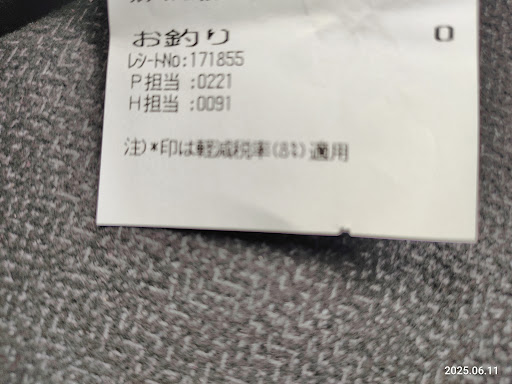 お釣り 0
レシートNo:171855
P担当 :0221
H担当 :0091
注)*印は軽減税率(8%)適用
2025.06.11